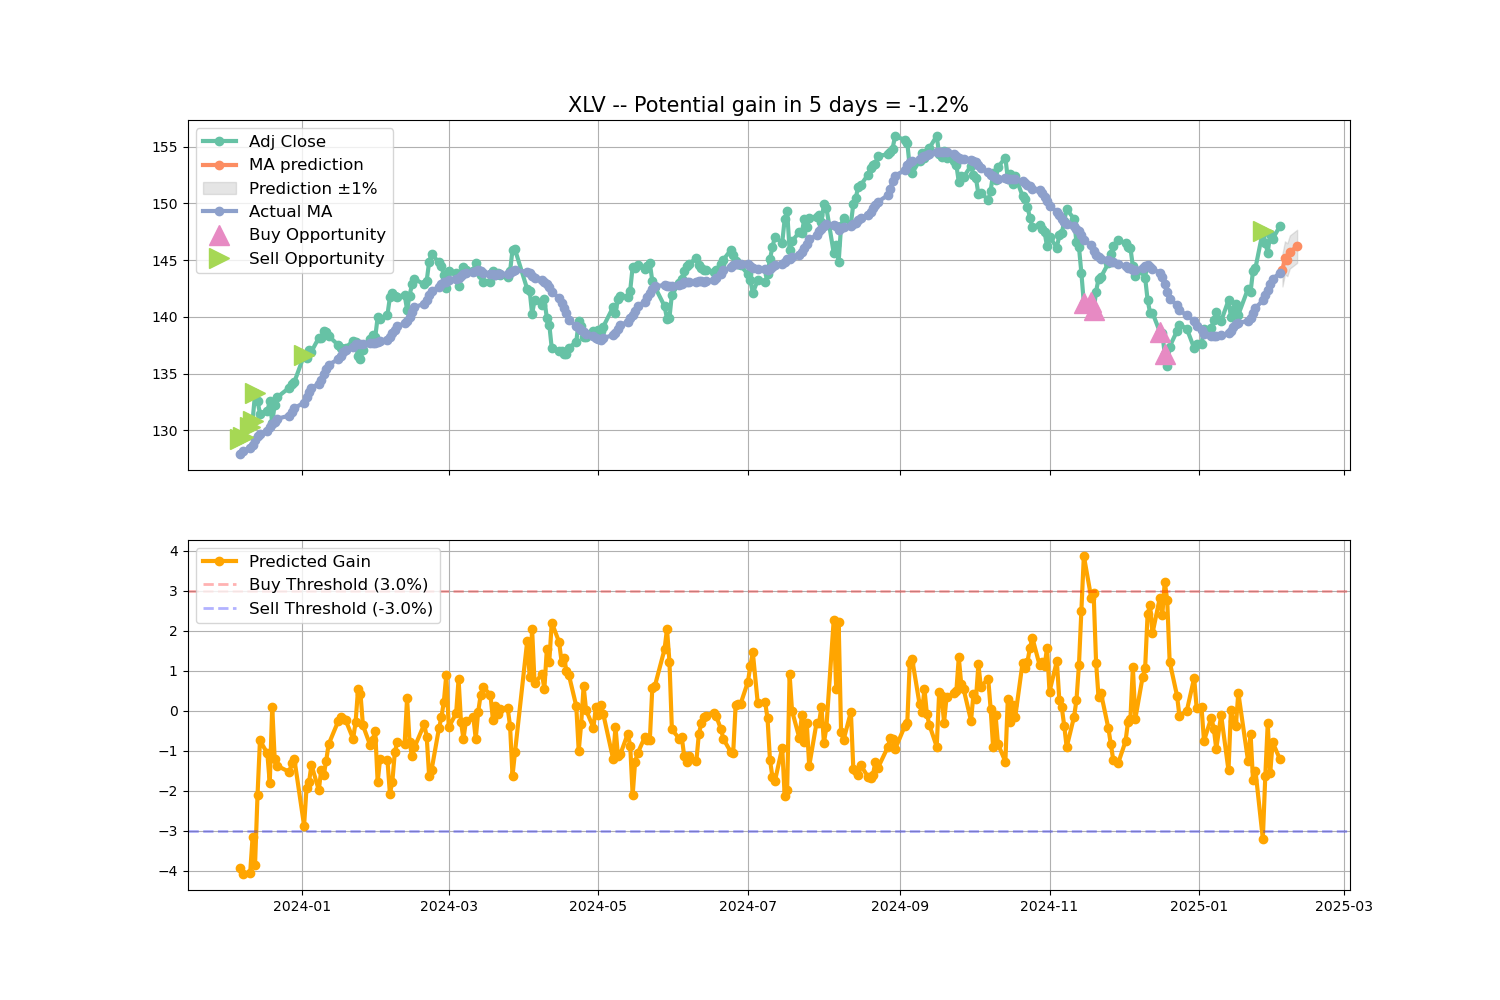 XLV -- Potential gain in 5 days = -1.2%
Adj Close
MA prediction
Prediction ±1%
Actual MA
Buy Opportunity
Sell Opportunity
155
150
145
140
135
130
Predicted Gain
Buy Threshold (3.0%)
Sell Threshold (-3.0%)
4
3
2
1
0
−1
−2
−3
−4
2024-01
2024-03
2024-05
2024-07
2024-09
2024-11
2025-01
2025-03